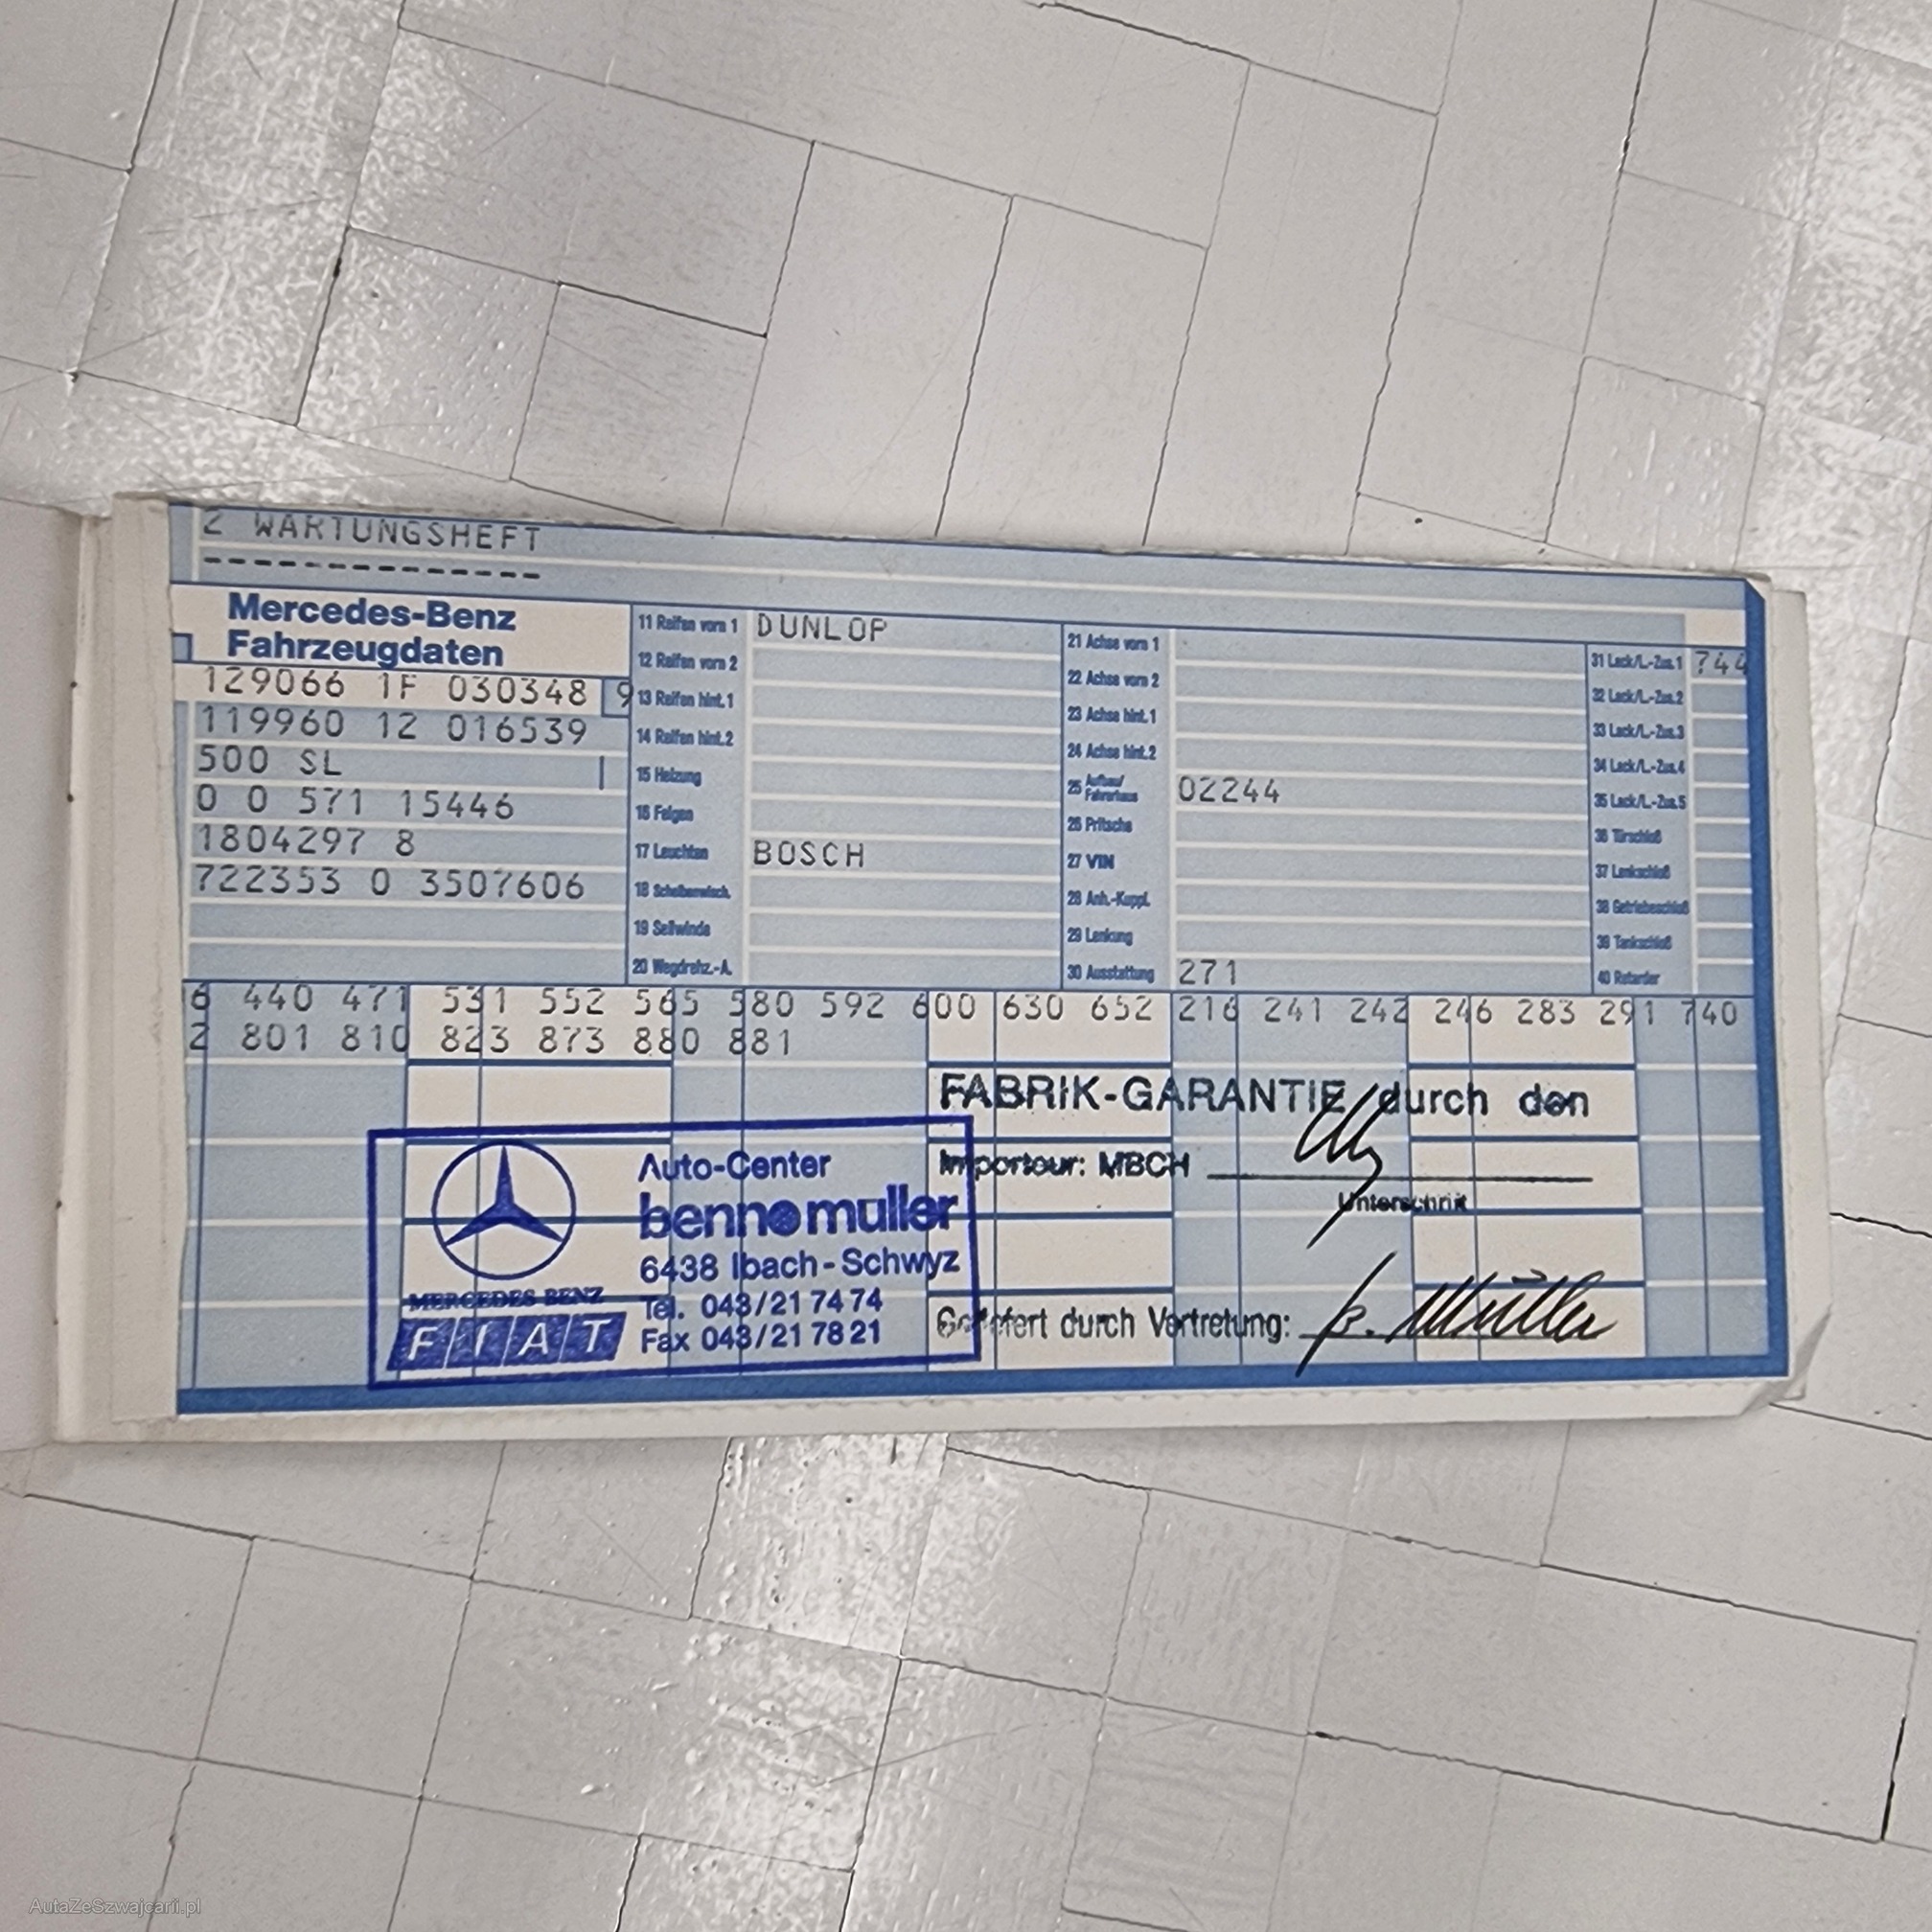 2 WARTUNGSHEFT
--------------
Mercedes-Benz
Fahrzeugdaten
129066 1F 030348 9
119960 12 016539
500 SL
0 0 571 15446
1804297 8
722353 0 3507606
11 Reifen vorn 1 DUNLOP
12 Reifen vorn 2
13 Reifen hint.1
14 Reifen hint.2
15 Heizung
16 Felgen
17 Leuchten BOSCH
18 Scheibenwisch.
19 Seilwinde
20 Wegdrehz.-A.
21 Achse vorn 1
22 Achse vorn 2
23 Achse hint.1
24 Achse hint.2
25 Aufbau/ Fahrerhaus 02244
26 Pritsche
27 VIN
28 Anh.-Kuppl.
29 Lenkung
30 Ausstattung 271
31 Lack/L.-Zus.1 744
32 Lack/L.-Zus.2
33 Lack/L.-Zus.3
34 Lack/L.-Zus.4
35 Lack/L.-Zus.5
36 Türschloß
37 Lenkschloß
38 Getriebeschloß
39 Tankschloß
40 Retarder
6 440 471 531 552 565 580 592 600 630 652 216 241 242 246 283 291 740
2 801 810 823 873 880 881
FABRIK-GARANTIE durch den
Importeur: MBCH
Unterschrift
Geliefert durch Vertretung: B. Müller
Auto-Center
benno muller
6438 Ibach-Schwyz
Tel. 043/21 74 74
Fax 043/21 78 21
MERCEDES BENZ
FIAT
AutaZeSzwajcarii.pl